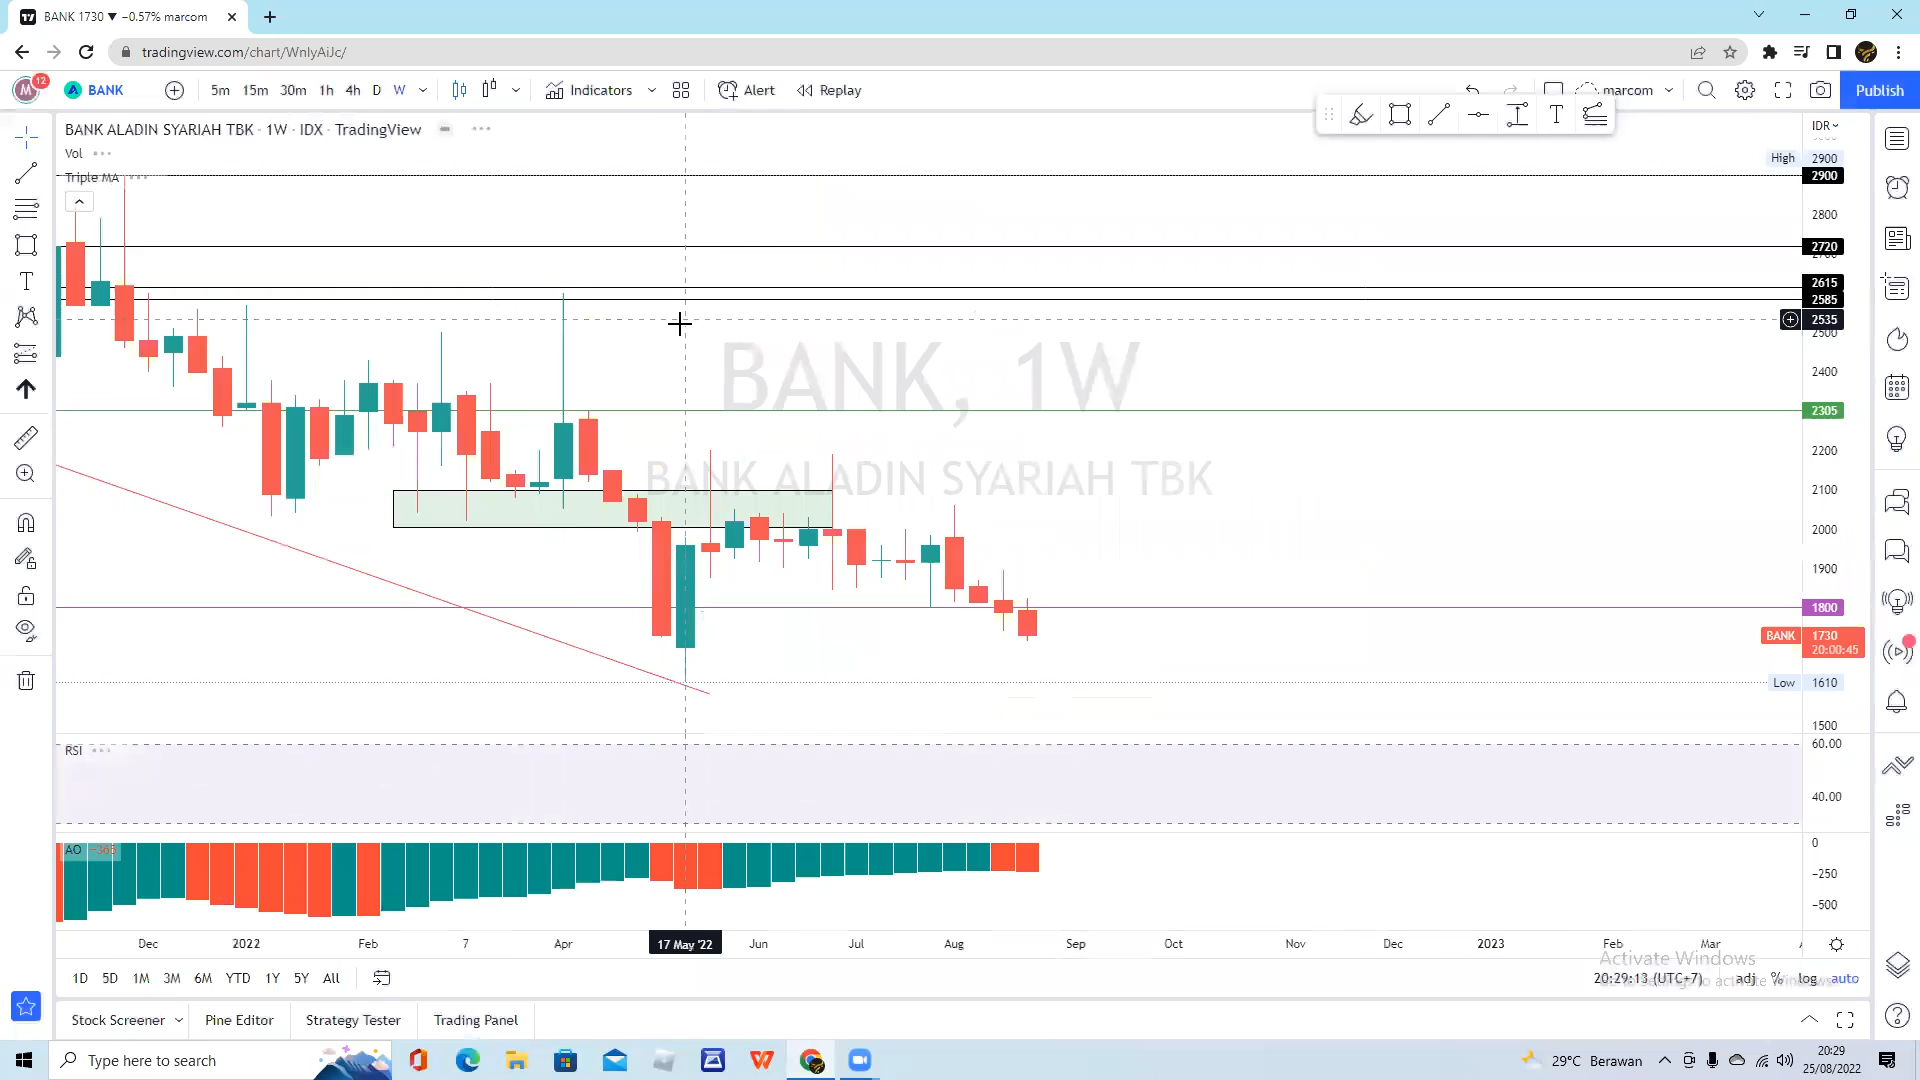 BANK 1730 ▼ −0.57% marcom
tradingview.com/chart/WnlyAiJc/
M 12 BANK 5m 15m 30m 1h 4h D W Indicators Alert Replay marcom Publish
BANK ALADIN SYARIAH TBK · 1W · IDX · TradingView
IDR
Vol
High 2900
Triple MA
2900
2800
2720
2615
2585
2535
2500
2400
2305
2200
2100
2000
1900
1800
BANK 1730
20:00:45
Low 1610
1500
BANK, 1W
BANK ALADIN SYARIAH TBK
RSI
60.00
40.00
AO −365
0
−250
−500
Dec 2022 Feb 7 Apr 17 May '22 Jun Jul Aug Sep Oct Nov Dec 2023 Feb Mar
Activate Windows
1D 5D 1M 3M 6M YTD 1Y 5Y All
20:29:13 (UTC+7) adj % log auto
Stock Screener Pine Editor Strategy Tester Trading Panel
Type here to search
29°C Berawan
20:29
25/08/2022